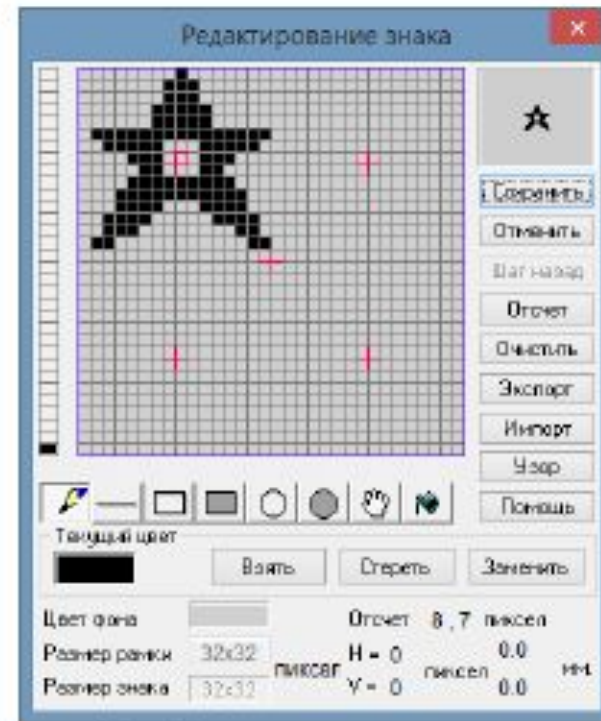 Редактирование знака
Сохранить
Отменить
Шаг назад
Отсчет
Очистить
Экспорт
Импорт
Узор
Помощь
Текущий цвет
Взять Стереть Заменить
Цвет фона Отсчет 8,7 пиксел
Размер рамки 32x32 пиксел H = 0 пиксел 0.0 мм.
Размер знака 32x32 V = 0 0.0